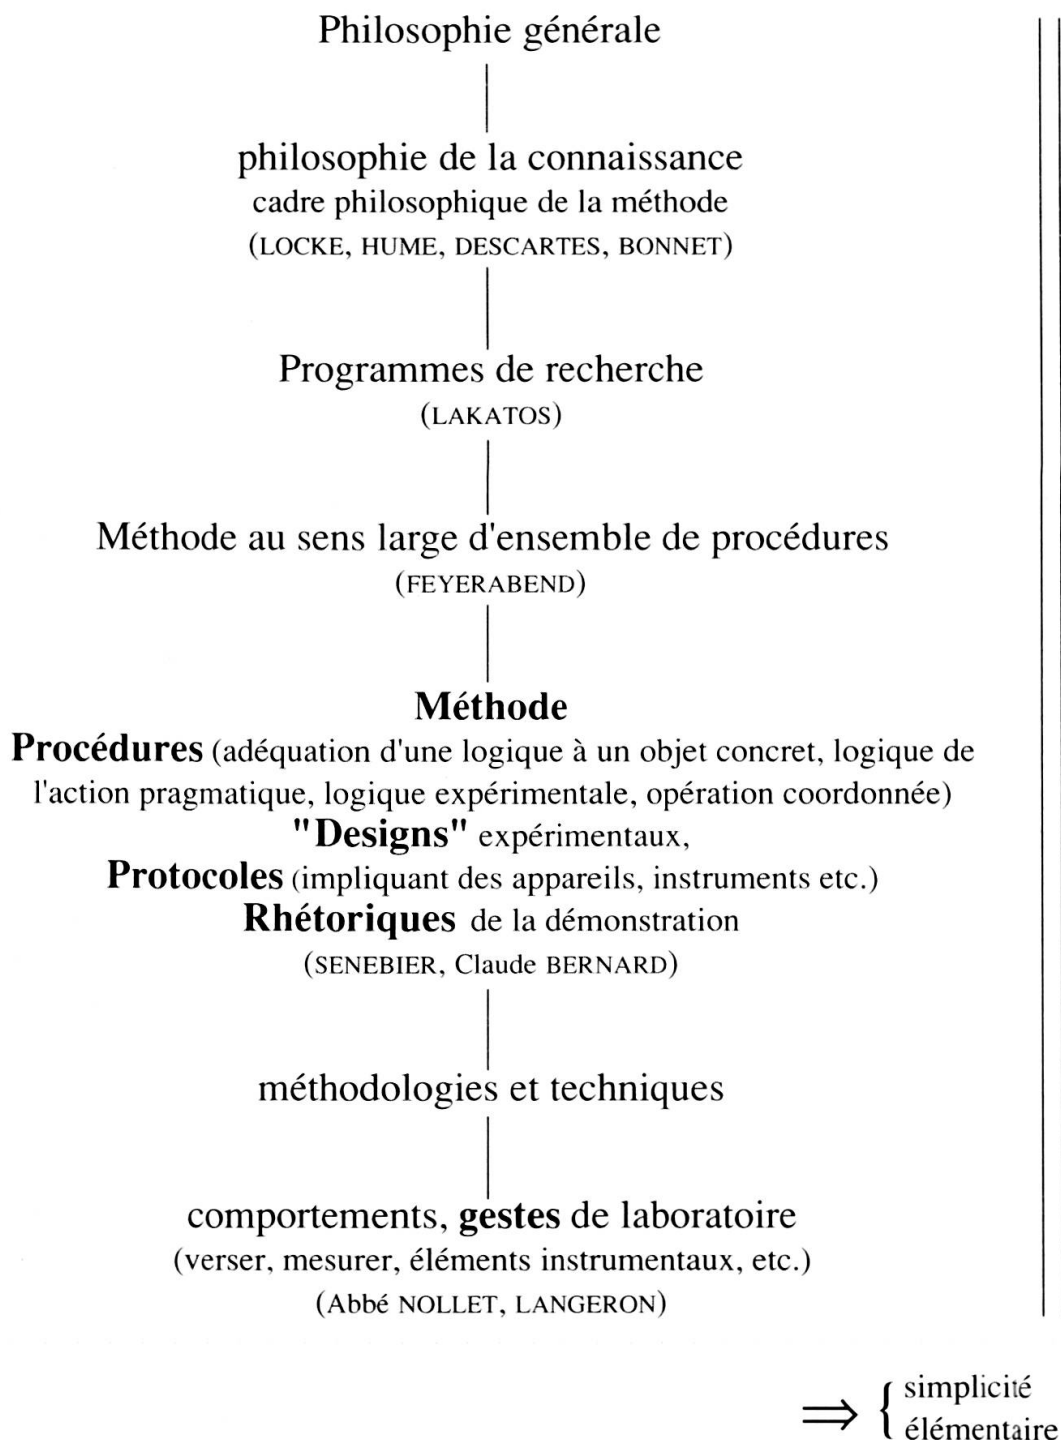 Philosophie générale
philosophie de la connaissance
cadre philosophique de la méthode
(LOCKE, HUME, DESCARTES, BONNET)
Programmes de recherche
(LAKATOS)
Méthode au sens large d'ensemble de procédures
(FEYERABEND)
Méthode
Procédures (adéquation d'une logique à un objet concret, logique de
l'action pragmatique, logique expérimentale, opération coordonnée)
"Designs" expérimentaux,
Protocoles (impliquant des appareils, instruments etc.)
Rhétoriques de la démonstration
(SENEBIER, Claude BERNARD)
méthodologies et techniques
comportements, gestes de laboratoire
(verser, mesurer, éléments instrumentaux, etc.)
(Abbé NOLLET, LANGERON)
⇒ { simplicité
élémentaire